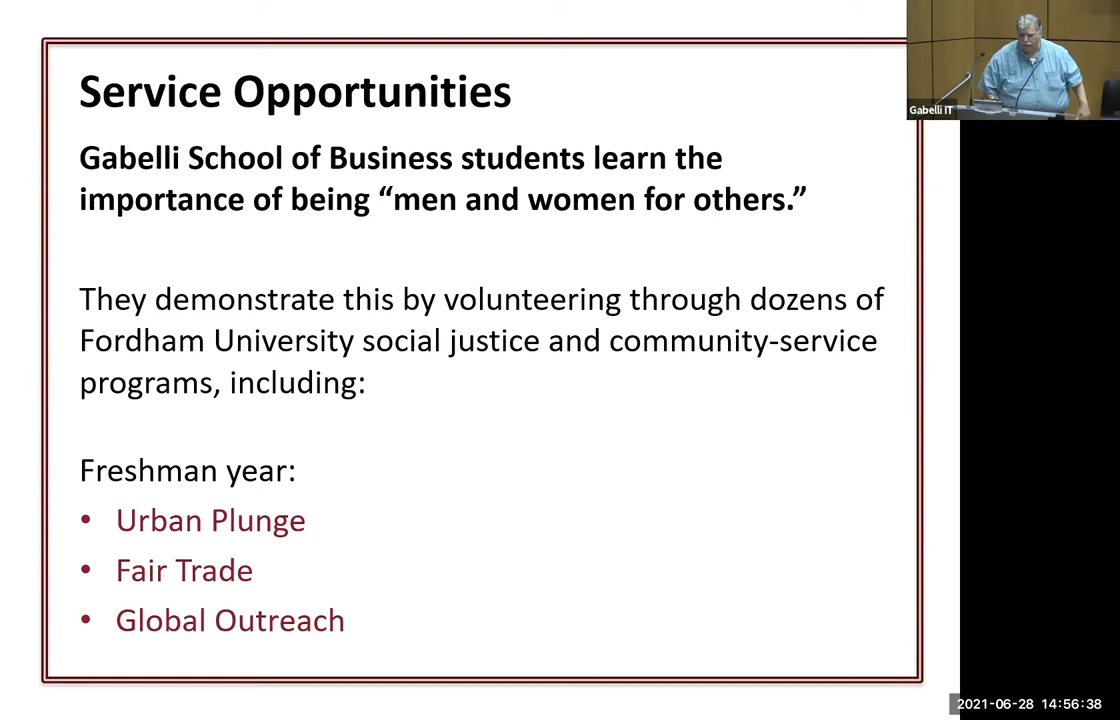 Service Opportunities
Gabelli School of Business students learn the
importance of being “men and women for others.”
They demonstrate this by volunteering through dozens of
Fordham University social justice and community-service
programs, including:
Freshman year:
• Urban Plunge
• Fair Trade
• Global Outreach
Gabelli IT
2021-06-28 14:56:38